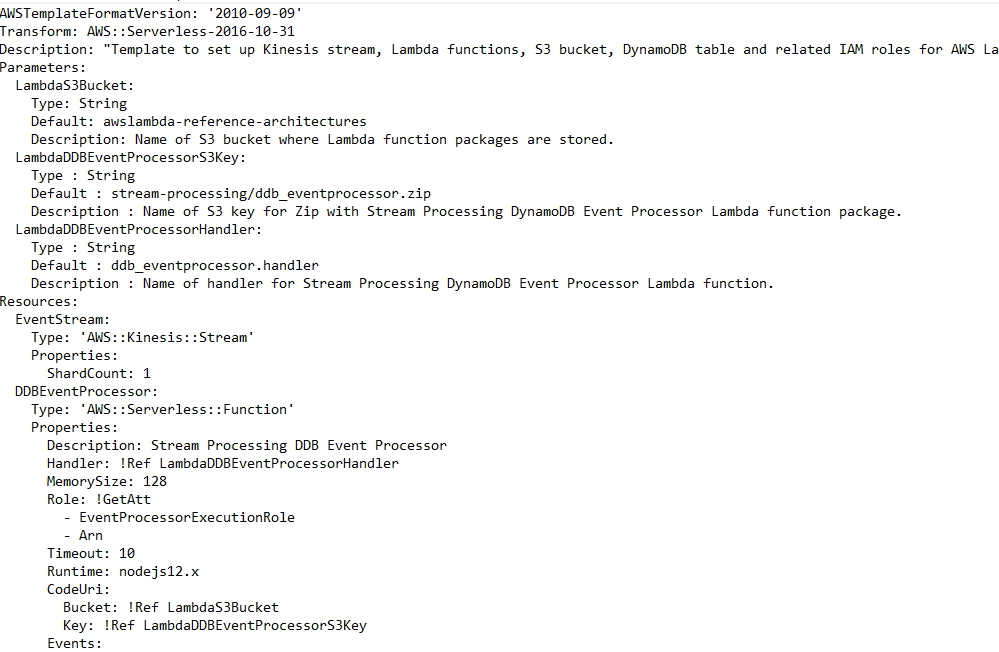 AWSTemplateFormatVersion: '2010-09-09'
Transform: AWS::Serverless-2016-10-31
Description: "Template to set up Kinesis stream, Lambda functions, S3 bucket, DynamoDB table and related IAM roles for AWS La
Parameters:
  LambdaS3Bucket:
    Type: String
    Default: awslambda-reference-architectures
    Description: Name of S3 bucket where Lambda function packages are stored.
  LambdaDDBEventProcessorS3Key:
    Type : String
    Default : stream-processing/ddb_eventprocessor.zip
    Description : Name of S3 key for Zip with Stream Processing DynamoDB Event Processor Lambda function package.
  LambdaDDBEventProcessorHandler:
    Type : String
    Default : ddb_eventprocessor.handler
    Description : Name of handler for Stream Processing DynamoDB Event Processor Lambda function.
Resources:
  EventStream:
    Type: 'AWS::Kinesis::Stream'
    Properties:
      ShardCount: 1
  DDBEventProcessor:
    Type: 'AWS::Serverless::Function'
    Properties:
      Description: Stream Processing DDB Event Processor
      Handler: !Ref LambdaDDBEventProcessorHandler
      MemorySize: 128
      Role: !GetAtt
        - EventProcessorExecutionRole
        - Arn
      Timeout: 10
      Runtime: nodejs12.x
      CodeUri:
        Bucket: !Ref LambdaS3Bucket
        Key: !Ref LambdaDDBEventProcessorS3Key
      Events: